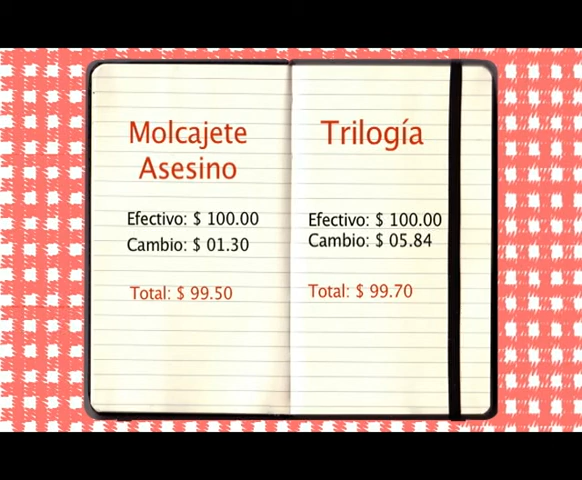 Molcajete
Asesino
Efectivo: $ 100.00
Cambio: $ 01.30
Total: $ 99.50
Trilogía
Efectivo: $ 100.00
Cambio: $ 05.84
Total: $ 99.70